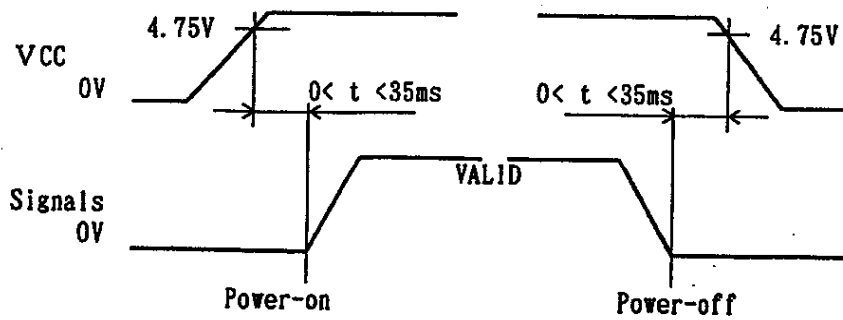 4.75V
4.75V
VCC
0V
0< t <35ms
0< t <35ms
VALID
Signals
0V
Power-on
Power-off